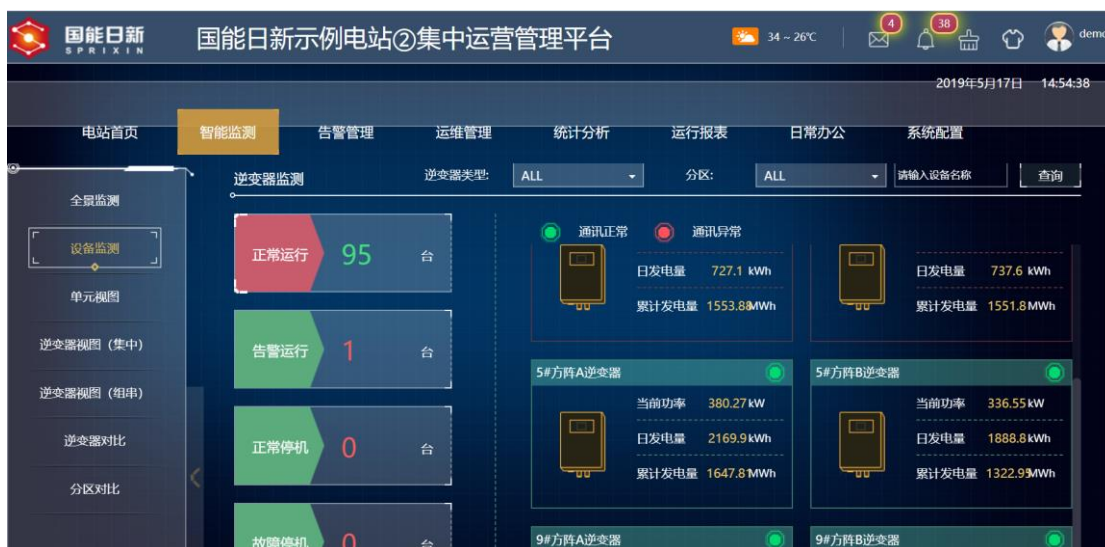 国能日新
SPRIXIN
国能日新示例电站②集中运营管理平台
34 ~ 26℃
4
38
demo
2019年5月17日 14:54:38
电站首页 智能监测 告警管理 运维管理 统计分析 运行报表 日常办公 系统配置
全景监测
设备监测
单元视图
逆变器视图（集中）
逆变器视图（组串）
逆变器对比
分区对比
逆变器监测 逆变器类型: ALL 分区: ALL 请输入设备名称 查询
正常运行 95 台
告警运行 1 台
正常停机 0 台
故障停机 0 台
通讯正常 通讯异常
日发电量 727.1 kWh
累计发电量 1553.88MWh
日发电量 737.6 kWh
累计发电量 1551.8MWh
5#方阵A逆变器
当前功率 380.27kW
日发电量 2169.9kWh
累计发电量 1647.81MWh
5#方阵B逆变器
当前功率 336.55kW
日发电量 1888.8kWh
累计发电量 1322.95MWh
9#方阵A逆变器
9#方阵B逆变器